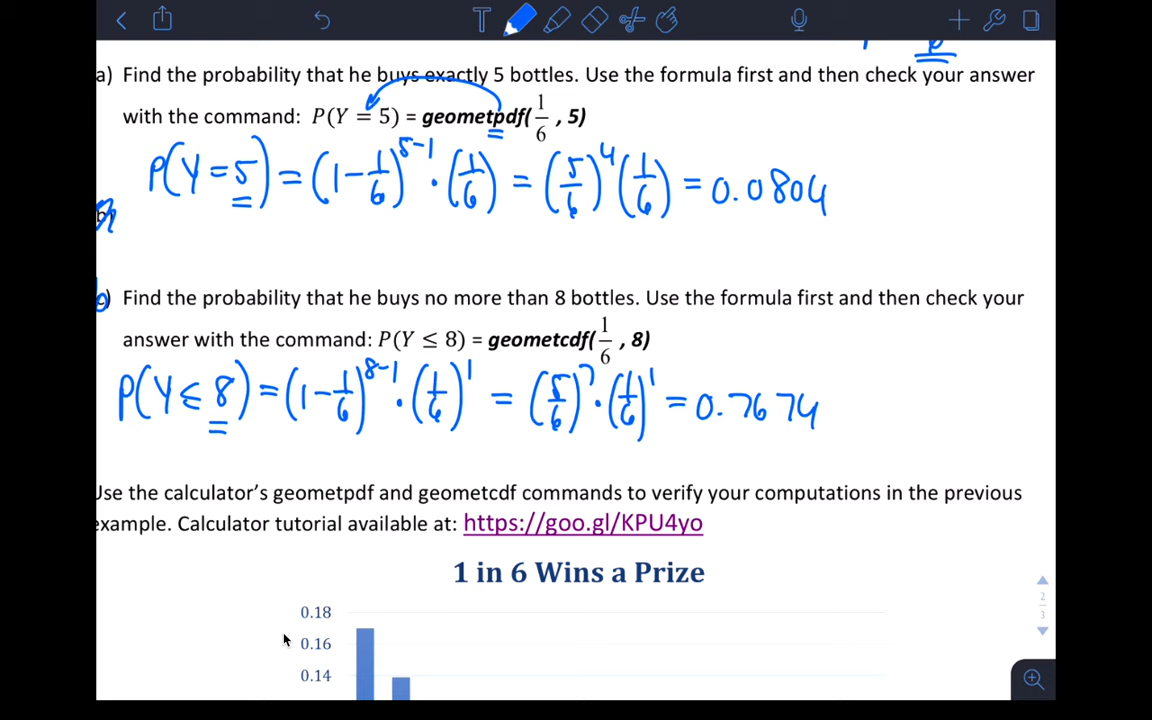 a) Find the probability that he buys exactly 5 bottles. Use the formula first and then check your answer
with the command: P(Y = 5) = geometpdf(1/6 , 5)
P(Y = 5) = (1 - 1/6)^(5-1) · (1/6) = (5/6)^4 (1/6) = 0.0804
b) Find the probability that he buys no more than 8 bottles. Use the formula first and then check your
answer with the command: P(Y ≤ 8) = geometcdf(1/6 , 8)
P(Y ≤ 8) = (1 - 1/6)^(8-1) · (1/6)^1 = (5/6)^7 · (1/6)^1 = 0.7674
Use the calculator's geometpdf and geometcdf commands to verify your computations in the previous
example. Calculator tutorial available at: https://goo.gl/KPU4yo
1 in 6 Wins a Prize
0.18
0.16
0.14
2
3